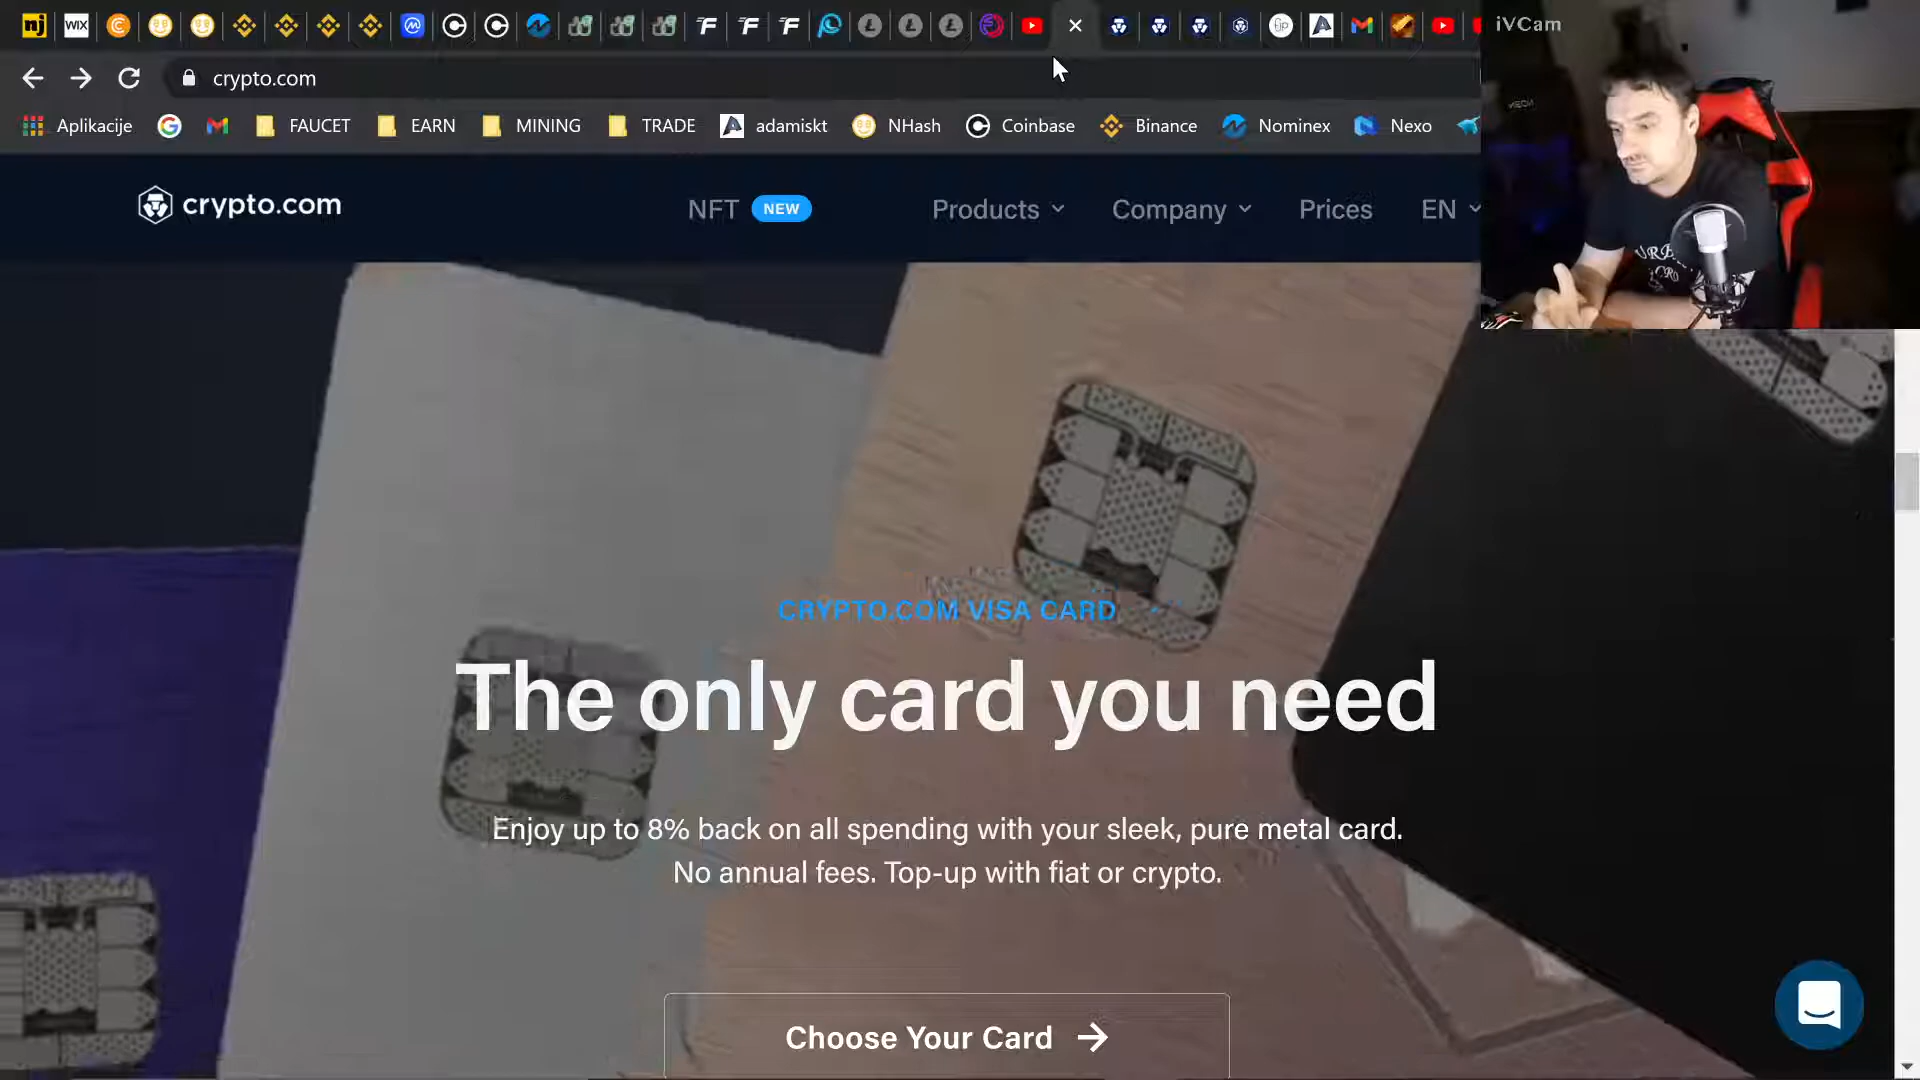 nj
WIX
iVCam
crypto.com
Aplikacije
FAUCET
EARN
MINING
TRADE
adamiskt
NHash
Coinbase
Binance
Nominex
Nexo
crypto.com
NFT NEW
Products
Company
Prices
EN
CRYPTO.COM VISA CARD
The only card you need
Enjoy up to 8% back on all spending with your sleek, pure metal card.
No annual fees. Top-up with fiat or crypto.
Choose Your Card →